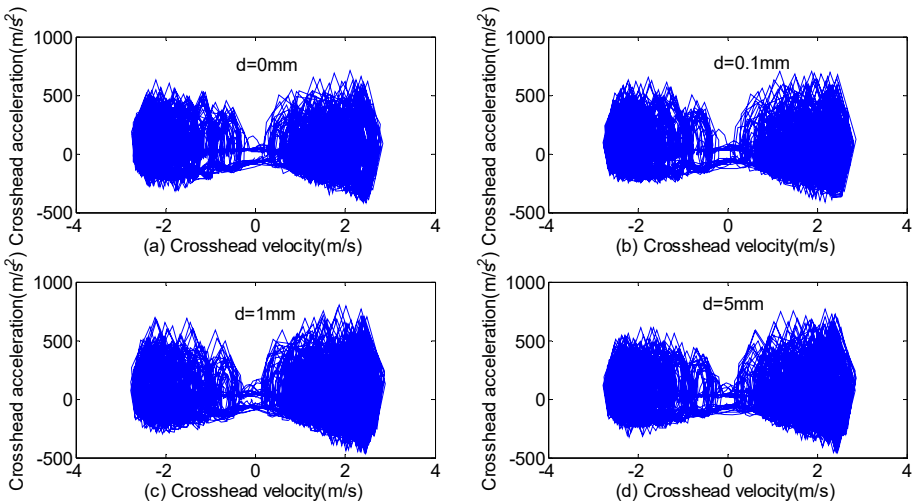 1000
500
0
-500
Crosshead acceleration(m/s²)
d=0mm
-4 -2 0 2 4
(a) Crosshead velocity(m/s)
1000
500
0
-500
Crosshead acceleration(m/s²)
d=0.1mm
-4 -2 0 2 4
(b) Crosshead velocity(m/s)
1000
500
0
-500
Crosshead acceleration(m/s²)
d=1mm
-4 -2 0 2 4
(c) Crosshead velocity(m/s)
1000
500
0
-500
Crosshead acceleration(m/s²)
d=5mm
-4 -2 0 2 4
(d) Crosshead velocity(m/s)